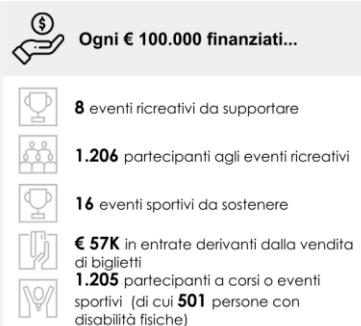 Ogni € 100.000 finanziati...
8 eventi ricreativi da supportare
1.206 partecipanti agli eventi ricreativi
16 eventi sportivi da sostenere
€ 57K in entrate derivanti dalla vendita
di biglietti
1.205 partecipanti a corsi o eventi
sportivi (di cui 501 persone con
disabilità fisiche)